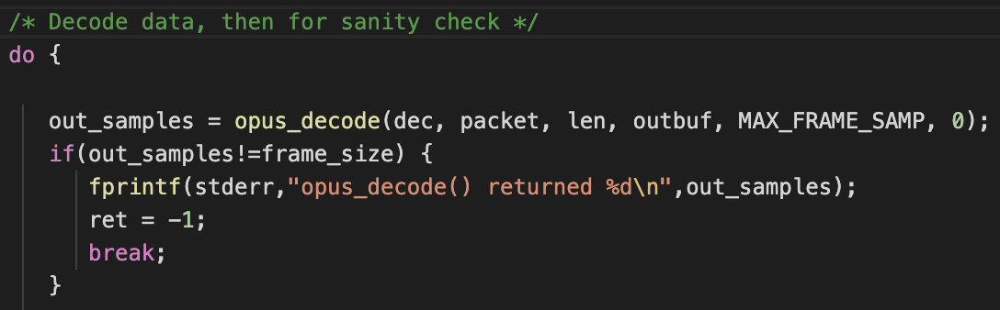 /* Decode data, then for sanity check */
do {
out_samples = opus_decode(dec, packet, len, outbuf, MAX_FRAME_SAMP, 0);
if(out_samples!=frame_size) {
fprintf(stderr,"opus_decode() returned %d\n",out_samples);
ret = -1;
break;
}